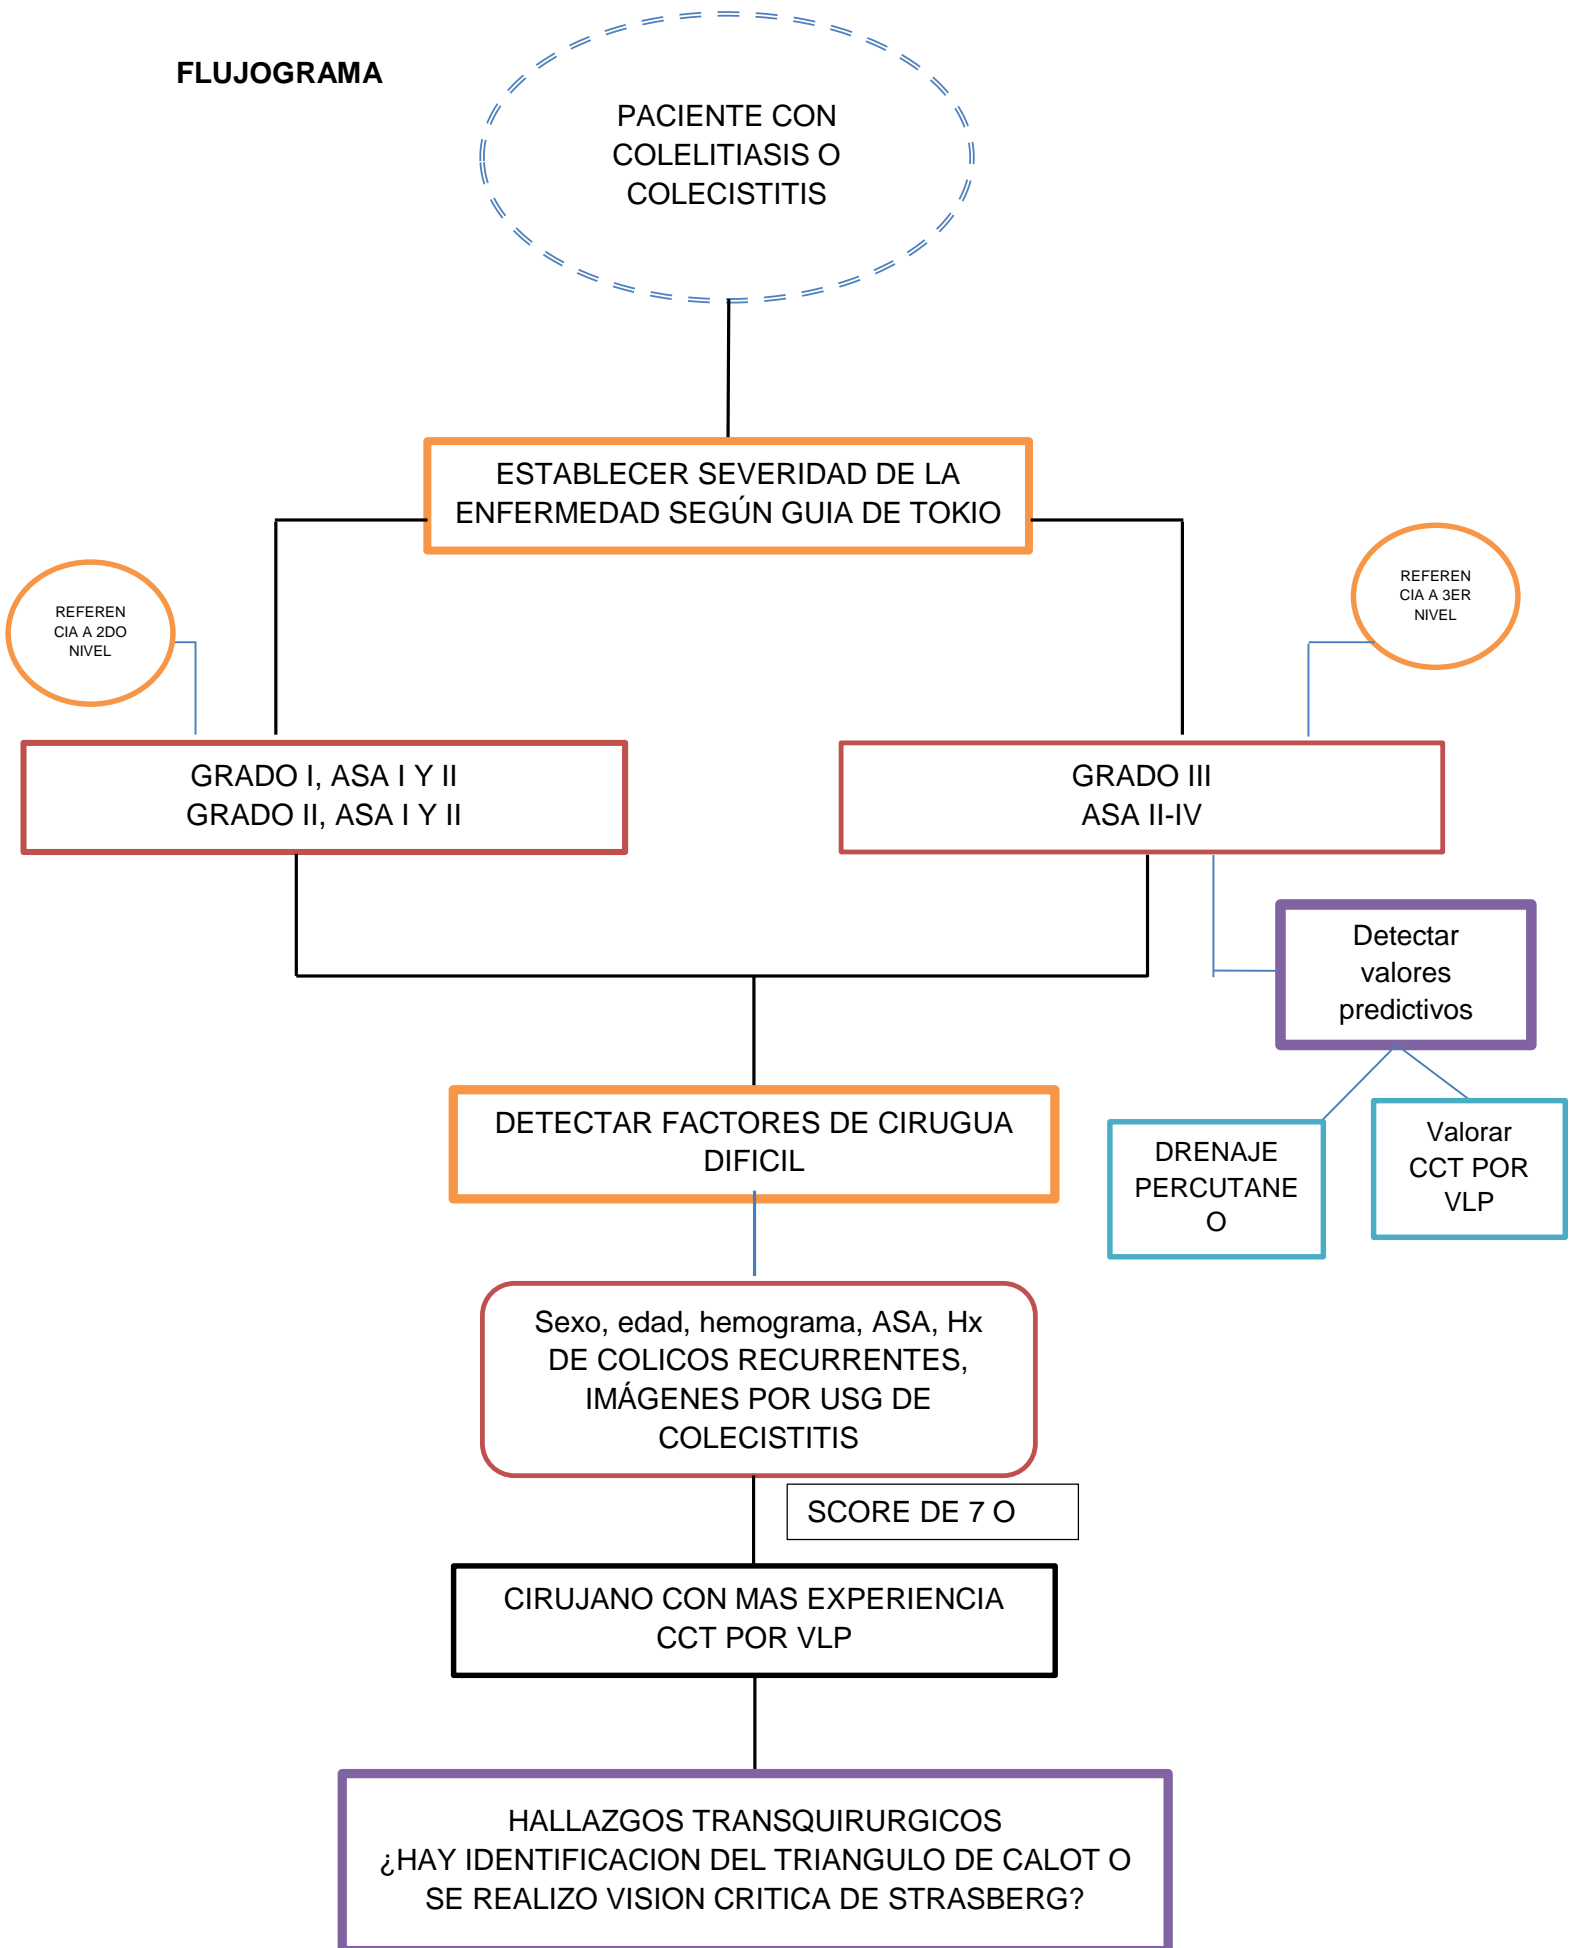 FLUJOGRAMA
PACIENTE CON
COLELITIASIS O
COLECISTITIS
ESTABLECER SEVERIDAD DE LA
ENFERMEDAD SEGÚN GUIA DE TOKIO
REFEREN
CIA A 2DO
NIVEL
REFEREN
CIA A 3ER
NIVEL
GRADO I, ASA I Y II
GRADO II, ASA I Y II
GRADO III
ASA II-IV
Detectar
valores
predictivos
DETECTAR FACTORES DE CIRUGUA
DIFICIL
DRENAJE
PERCUTANE
O
Valorar
CCT POR
VLP
Sexo, edad, hemograma, ASA, Hx
DE COLICOS RECURRENTES,
IMÁGENES POR USG DE
COLECISTITIS
SCORE DE 7 O
CIRUJANO CON MAS EXPERIENCIA
CCT POR VLP
HALLAZGOS TRANSQUIRURGICOS
¿HAY IDENTIFICACION DEL TRIANGULO DE CALOT O
SE REALIZO VISION CRITICA DE STRASBERG?